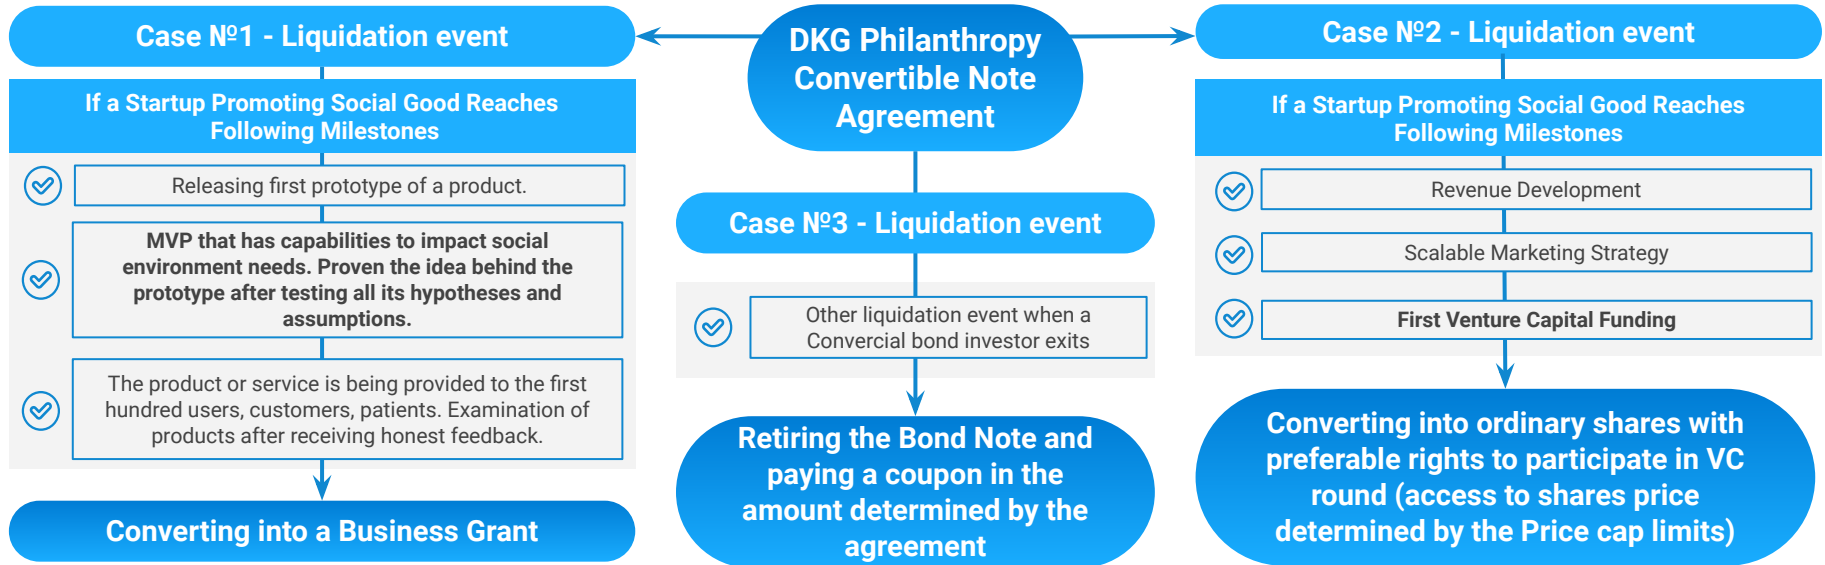 DKG Philanthropy
Convertible Note
Agreement
Case №1 - Liquidation event
If a Startup Promoting Social Good Reaches
Following Milestones
Releasing first prototype of a product.
MVP that has capabilities to impact social
environment needs. Proven the idea behind the
prototype after testing all its hypotheses and
assumptions.
The product or service is being provided to the first
hundred users, customers, patients. Examination of
products after receiving honest feedback.
Converting into a Business Grant
Case №3 - Liquidation event
Other liquidation event when a
Convercial bond investor exits
Retiring the Bond Note and
paying a coupon in the
amount determined by the
agreement
Case №2 - Liquidation event
If a Startup Promoting Social Good Reaches
Following Milestones
Revenue Development
Scalable Marketing Strategy
First Venture Capital Funding
Converting into ordinary shares with
preferable rights to participate in VC
round (access to shares price
determined by the Price cap limits)